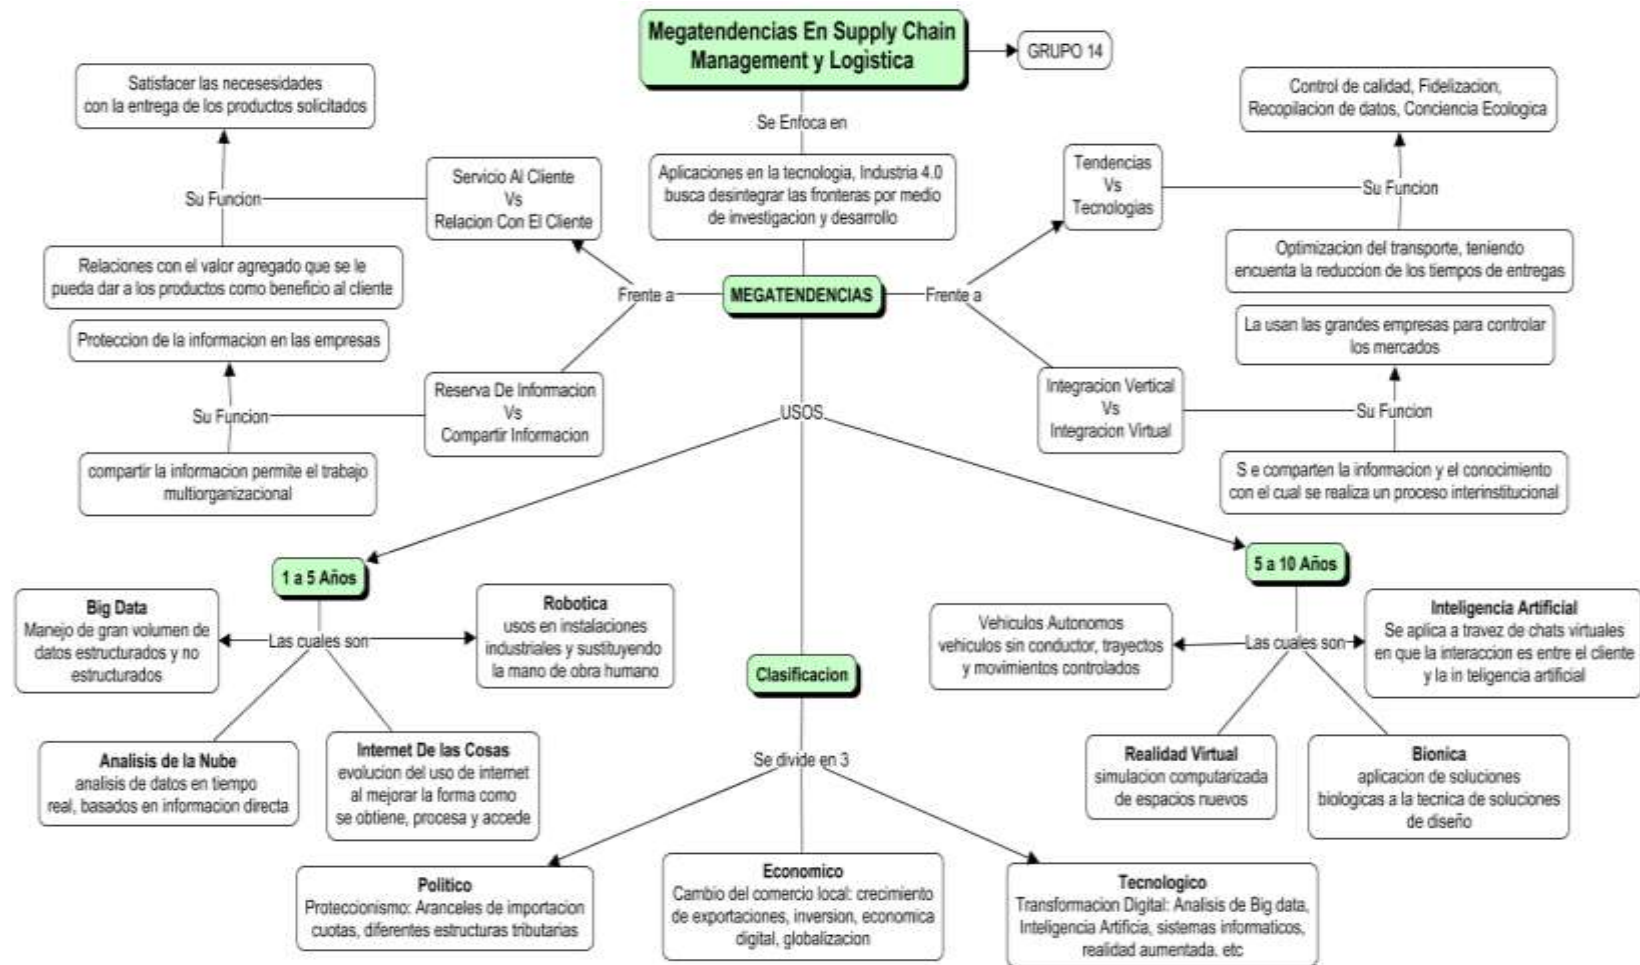 Megatendencias En Supply Chain
Management y Logìstica
GRUPO 14
Se Enfoca en
Aplicaciones en la tecnologia, Industria 4.0
busca desintegrar las fronteras por medio
de investigacion y desarrollo
MEGATENDENCIAS
Frente a
Servicio Al Cliente
Vs
Relacion Con El Cliente
Su Funcion
Satisfacer las necesesidades
con la entrega de los productos solicitados
Relaciones con el valor agregado que se le
pueda dar a los productos como beneficio al cliente
Reserva De Informacion
Vs
Compartir Informacion
Su Funcion
Proteccion de la informacion en las empresas
compartir la informacion permite el trabajo
multiorganizacional
Frente a
Tendencias
Vs
Tecnologias
Su Funcion
Control de calidad, Fidelizacion,
Recopilacion de datos, Conciencia Ecologica
Optimizacion del transporte, teniendo
encuenta la reduccion de los tiempos de entregas
Integracion Vertical
Vs
Integracion Virtual
Su Funcion
La usan las grandes empresas para controlar
los mercados
S e comparten la informacion y el conocimiento
con el cual se realiza un proceso interinstitucional
USOS
1 a 5 Años
Las cuales son
Big Data
Manejo de gran volumen de
datos estructurados y no
estructurados
Robotica
usos en instalaciones
industriales y sustituyendo
la mano de obra humano
Analisis de la Nube
analisis de datos en tiempo
real, basados en informacion directa
Internet De las Cosas
evolucion del uso de internet
al mejorar la forma como
se obtiene, procesa y accede
5 a 10 Años
Las cuales son
Vehiculos Autonomos
vehiculos sin conductor, trayectos
y movimientos controlados
Inteligencia Artificial
Se aplica a travez de chats virtuales
en que la interaccion es entre el cliente
y la in teligencia artificial
Realidad Virtual
simulacion computarizada
de espacios nuevos
Bionica
aplicacion de soluciones
biologicas a la tecnica de soluciones
de diseño
Clasificacion
Se divide en 3
Politico
Proteccionismo: Aranceles de importacion
cuotas, diferentes estructuras tributarias
Economico
Cambio del comercio local: crecimiento
de exportaciones, inversion, economica
digital, globalizacion
Tecnologico
Transformacion Digital: Analisis de Big data,
Inteligencia Artificia, sistemas informaticos,
realidad aumentada. etc